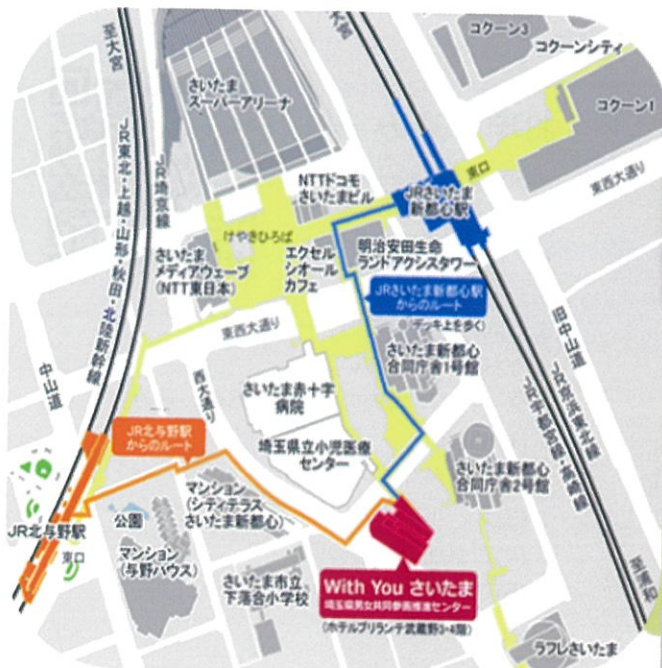 至大宮
至大宮
コクーン3
コクーンシティ
コクーン1
さいたま
スーパーアリーナ
JR埼京線
JR東北・上越・山形・秋田・北陸新幹線
NTTドコモ
さいたまビル
東口
JRさいたま
新都心駅
東西大通り
けやきひろば
さいたま
メディアウェーブ
(NTT東日本)
エクセル
シオール
カフェ
明治安田生命
ランドアクシスタワー
JRさいたま新都心駅
からのルート
(デッキ上を歩く)
旧中山道
東西大通り
さいたま新都心
合同庁舎1号館
中山道
西大通り
さいたま赤十字
病院
JR北与野駅
からのルート
埼玉県立小児医療
センター
さいたま新都心
合同庁舎2号館
マンション
(シティテラス
さいたま新都心)
公園
JR北与野駅
東口
マンション
(与野ハウス)
至浦和
さいたま市立
下落合小学校
With You さいたま
埼玉県男女共同参画推進センター
(ホテルブリランテ武蔵野3・4階)
ラフレさいたま